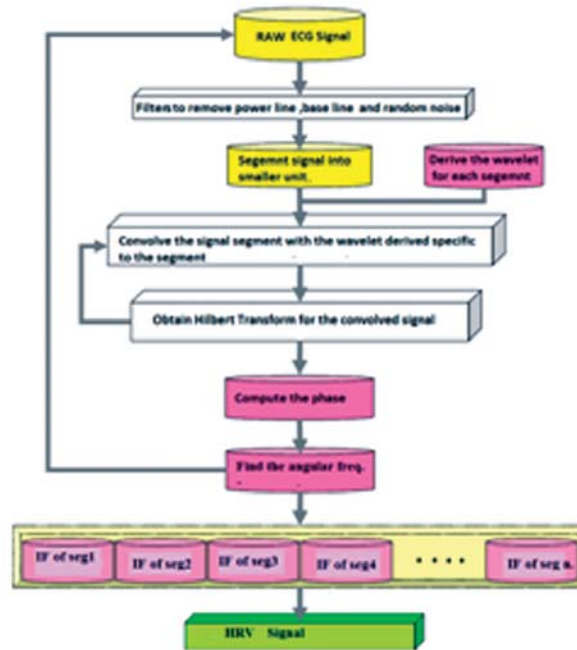 RAW ECG Signal
Filters to remove power line ,base line and random noise
Segemnt signal into
smaller unit.
Derive the wavelet
for each segemnt
Convolve the signal segment with the wavelet derived specific
to the segment
Obtain Hilbert Transform for the convolved signal
Compute the phase
Find the angular freq.
IF of seg1
IF of seg2
IF of seg3
IF of seg4
. . . .
IF of seg n.
HRV Signal